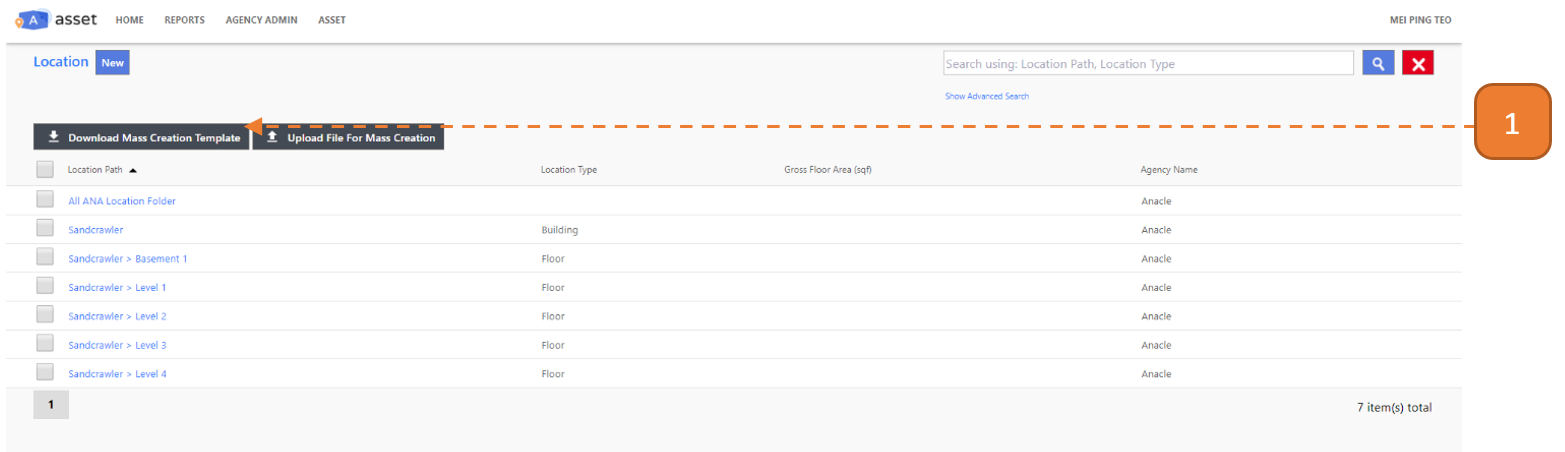 A asset HOME REPORTS AGENCY ADMIN ASSET MEI PING TEO
Location New Search using: Location Path, Location Type
Show Advanced Search
1
Download Mass Creation Template Upload File For Mass Creation
Location Path Location Type Gross Floor Area (sqf) Agency Name
All ANA Location Folder Anacle
Sandcrawler Building Anacle
Sandcrawler > Basement 1 Floor Anacle
Sandcrawler > Level 1 Floor Anacle
Sandcrawler > Level 2 Floor Anacle
Sandcrawler > Level 3 Floor Anacle
Sandcrawler > Level 4 Floor Anacle
1
7 item(s) total